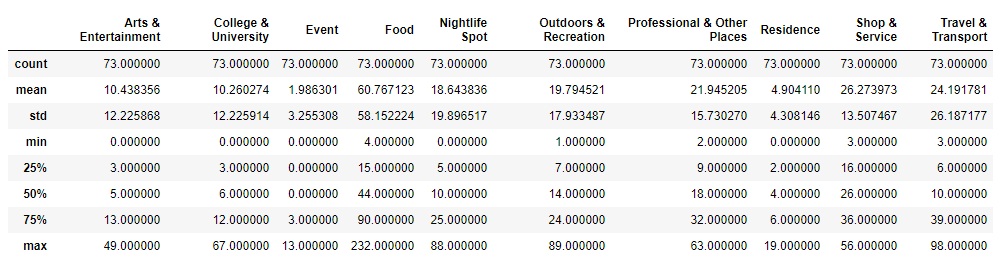 Arts & Entertainment College & University Event Food Nightlife Spot Outdoors & Recreation Professional & Other Places Residence Shop & Service Travel & Transport
count 73.000000 73.000000 73.000000 73.000000 73.000000 73.000000 73.000000 73.000000 73.000000 73.000000
mean 10.438356 10.260274 1.986301 60.767123 18.643836 19.794521 21.945205 4.904110 26.273973 24.191781
std 12.225868 12.225914 3.255308 58.152224 19.896517 17.933487 15.730270 4.308146 13.507467 26.187177
min 0.000000 0.000000 0.000000 4.000000 0.000000 1.000000 2.000000 0.000000 3.000000 3.000000
25% 3.000000 3.000000 0.000000 15.000000 5.000000 7.000000 9.000000 2.000000 16.000000 6.000000
50% 5.000000 6.000000 0.000000 44.000000 10.000000 14.000000 18.000000 4.000000 26.000000 10.000000
75% 13.000000 12.000000 3.000000 90.000000 25.000000 24.000000 32.000000 6.000000 36.000000 39.000000
max 49.000000 67.000000 13.000000 232.000000 88.000000 89.000000 63.000000 19.000000 56.000000 98.000000